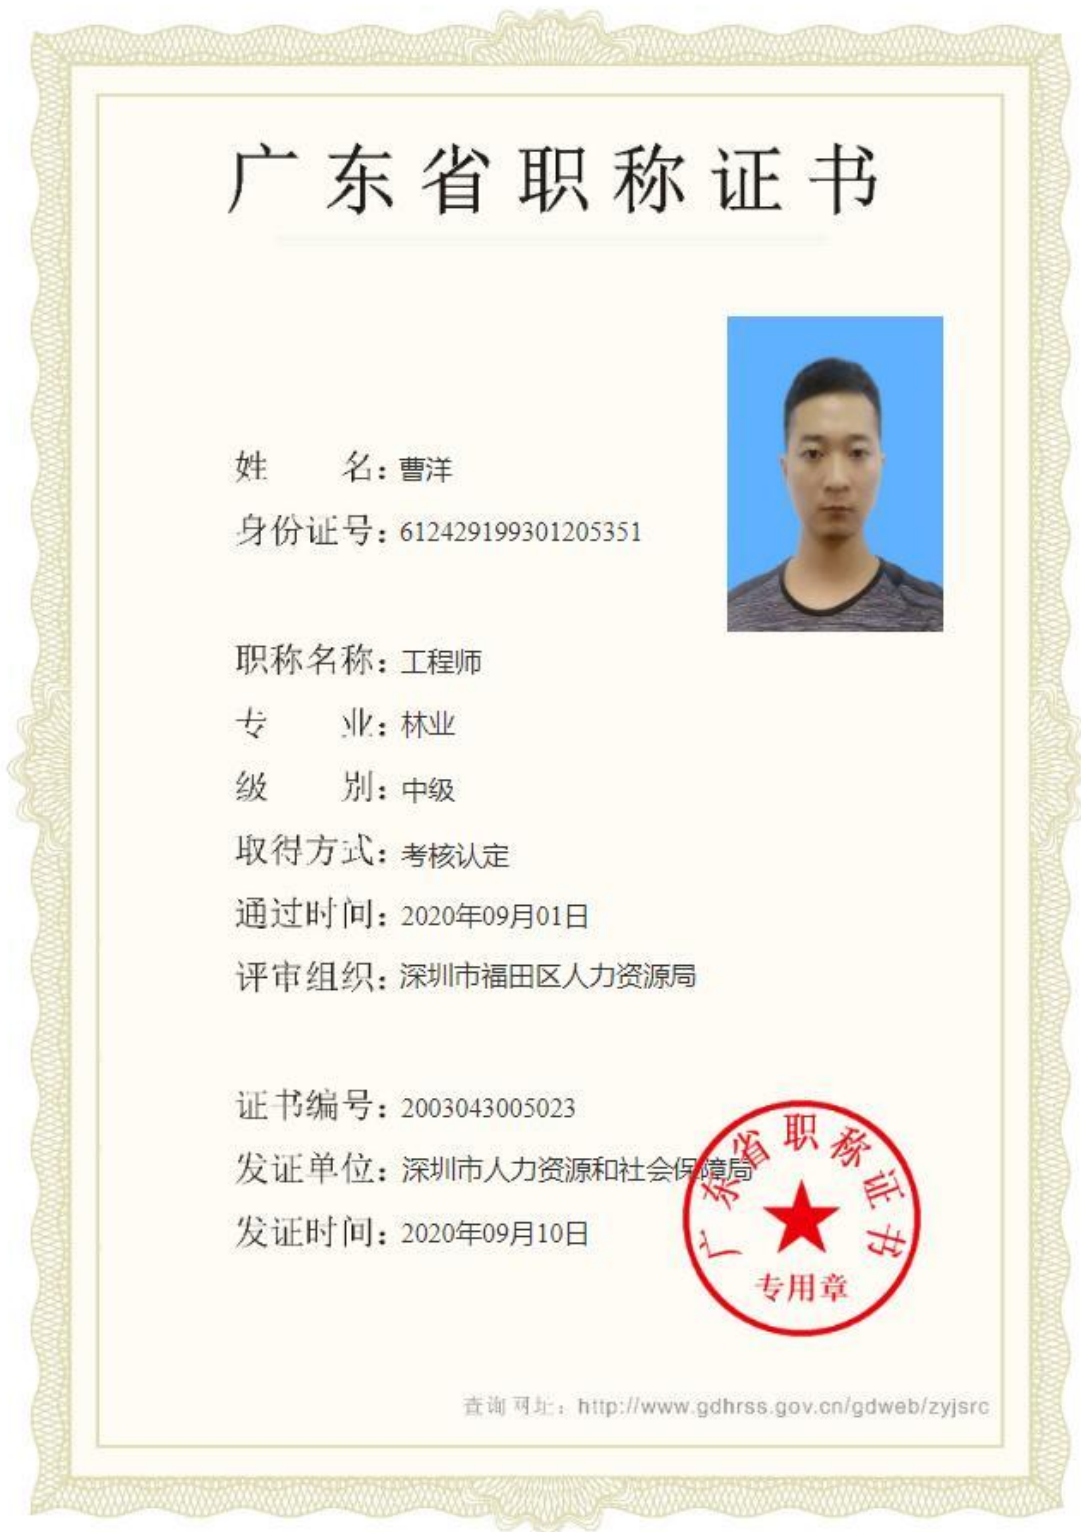 广东省职称证书
姓名：曹洋
身份证号：612429199301205351
职称名称：工程师
专业：林业
级别：中级
取得方式：考核认定
通过时间：2020年09月01日
评审组织：深圳市福田区人力资源局
证书编号：2003043005023
发证单位：深圳市人力资源和社会保障局
发证时间：2020年09月10日
广东省职称证书
专用章
查询网址：http://www.gdhrss.gov.cn/gdweb/zyjsrc